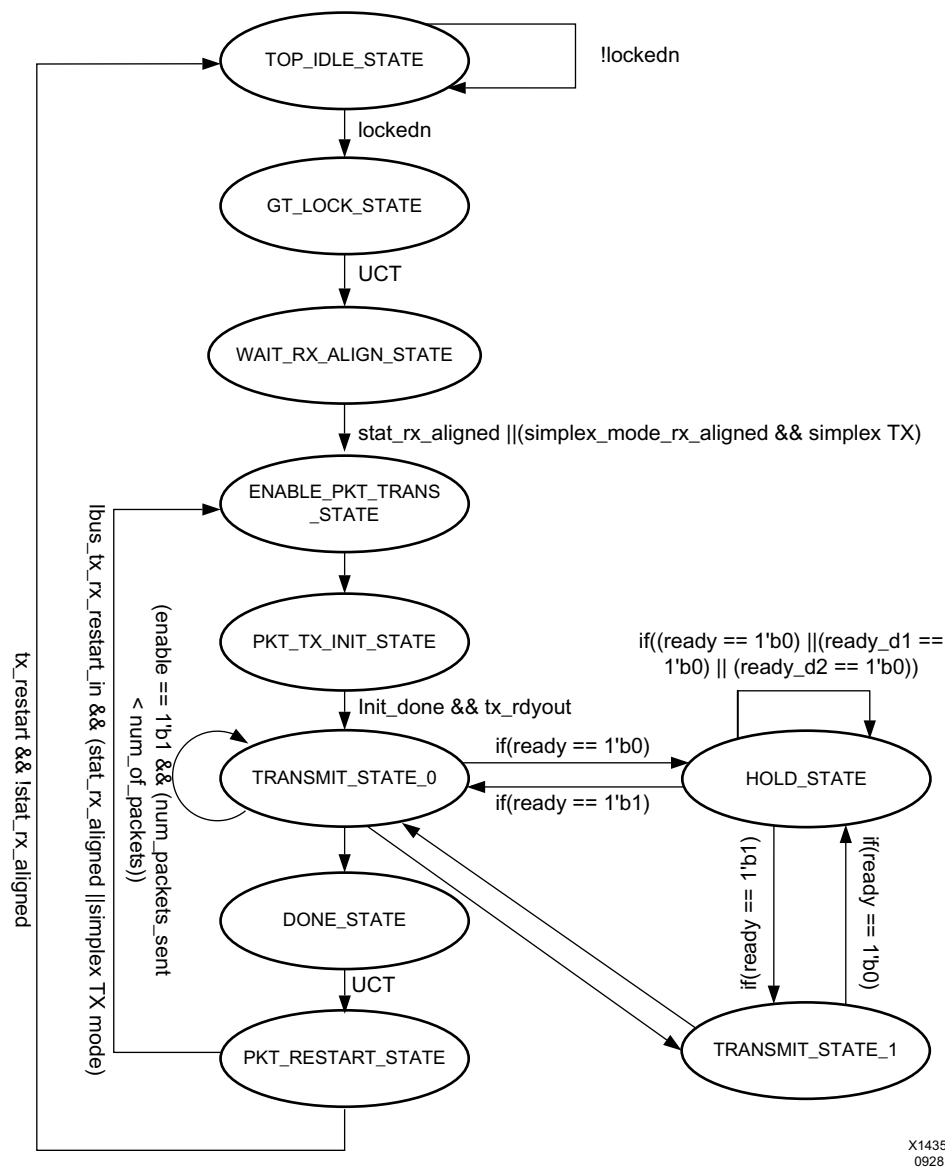 TOP_IDLE_STATE
!lockedn
lockedn
GT_LOCK_STATE
UCT
WAIT_RX_ALIGN_STATE
stat_rx_aligned ||(simplex_mode_rx_aligned && simplex TX)
ENABLE_PKT_TRANS
_STATE
PKT_TX_INIT_STATE
Init_done && tx_rdyout
TRANSMIT_STATE_0
if(ready == 1'b0)
if(ready == 1'b1)
if((ready == 1'b0) ||(ready_d1 ==
1'b0) || (ready_d2 == 1'b0))
HOLD_STATE
if(ready == 1'b1)
if(ready == 1'b0)
TRANSMIT_STATE_1
DONE_STATE
UCT
PKT_RESTART_STATE
(enable == 1'b1 && (num_packets_sent
< num_of_packets))
lbus_tx_rx_restart_in && (stat_rx_aligned ||simplex TX mode)
tx_restart && !stat_rx_aligned
X1435
0928